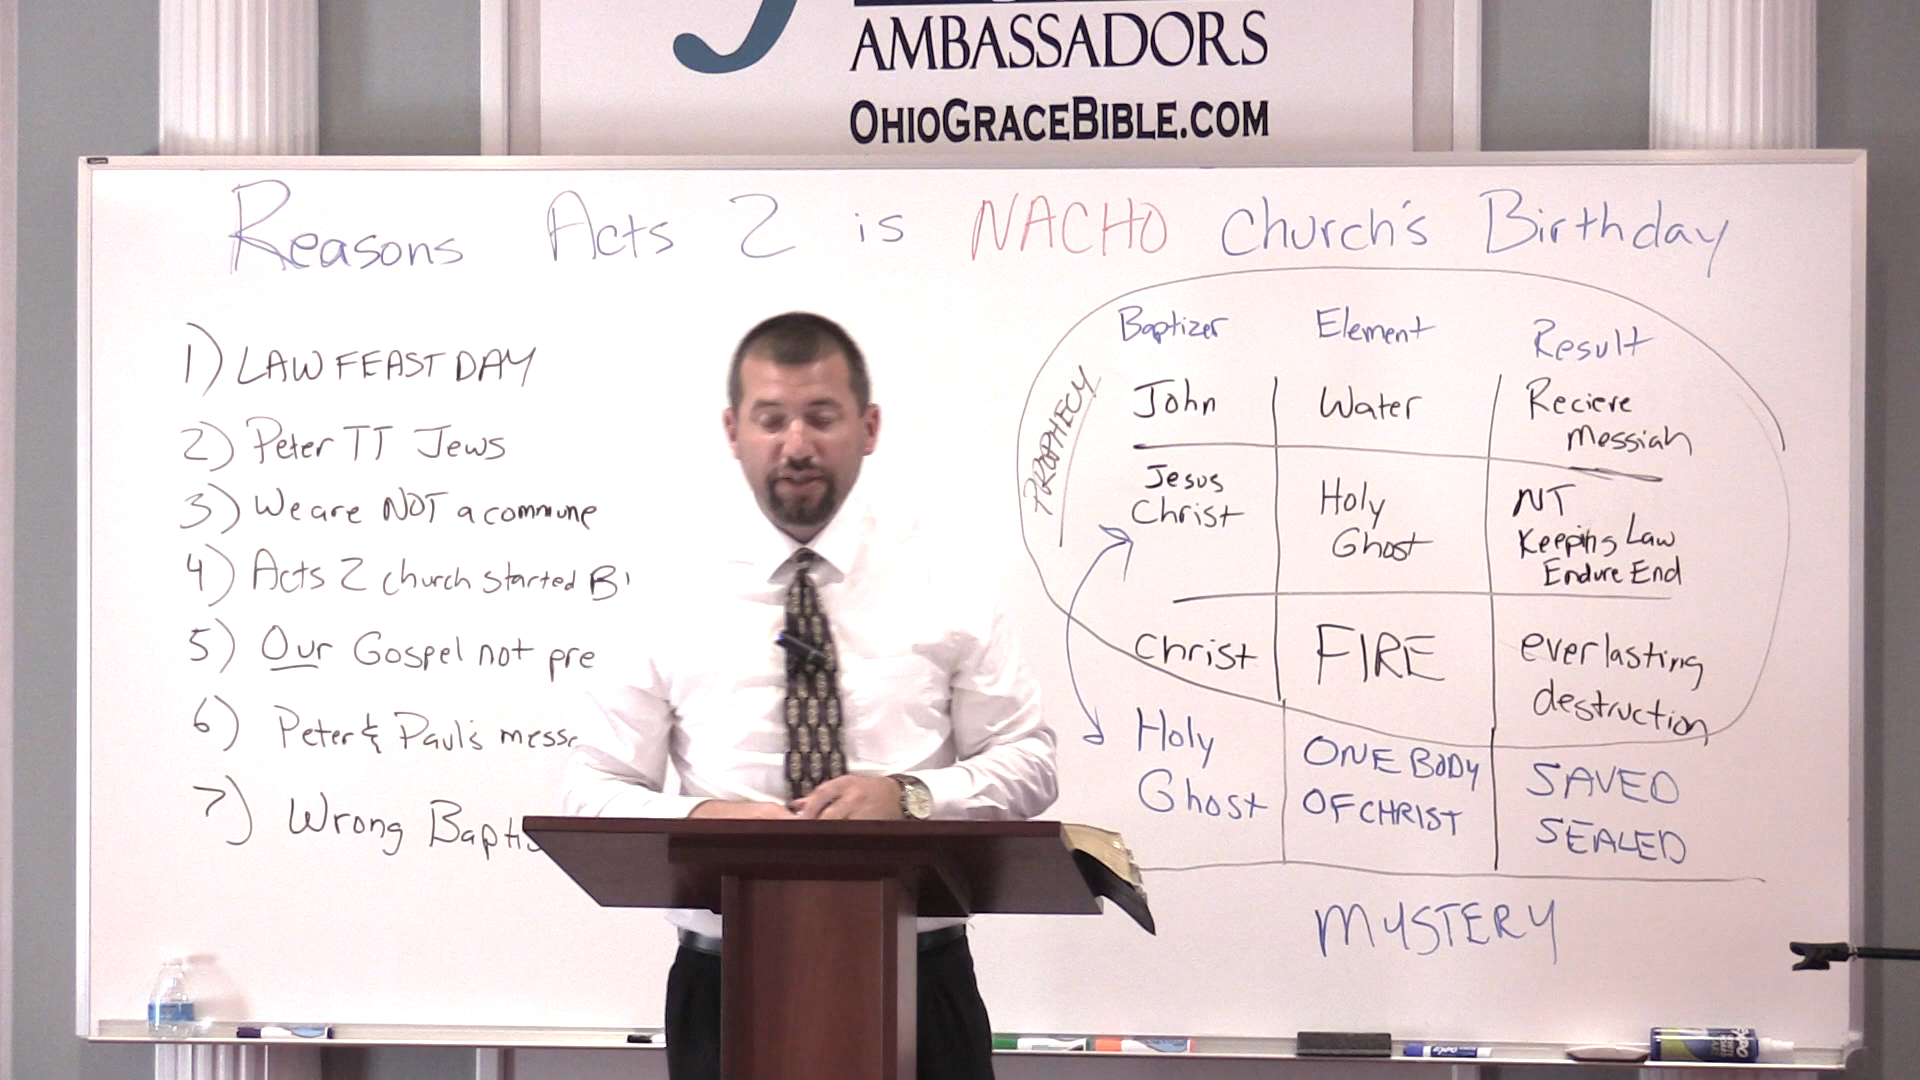 AMBASSADORS
OHIOGRACEBIBLE.COM
Reasons Acts 2 is NACHO Church's Birthday
1) LAW FEAST DAY
2) Peter TT Jews
3) We are NOT a commune
4) Acts 2 church started B
5) Our Gospel not pre
6) Peter & Paul's mess
7) Wrong Baptis
PROPHECY
Baptizer Element Result
John Water Reciere
Messiah
Jesus
Christ
Holy
Ghost
NT
Keeping Law
Endure End
Christ FIRE everlasting
destruction
Holy
Ghost
ONE BODY
OF CHRIST
SAVED
SEALED
MYSTERY
EXPO